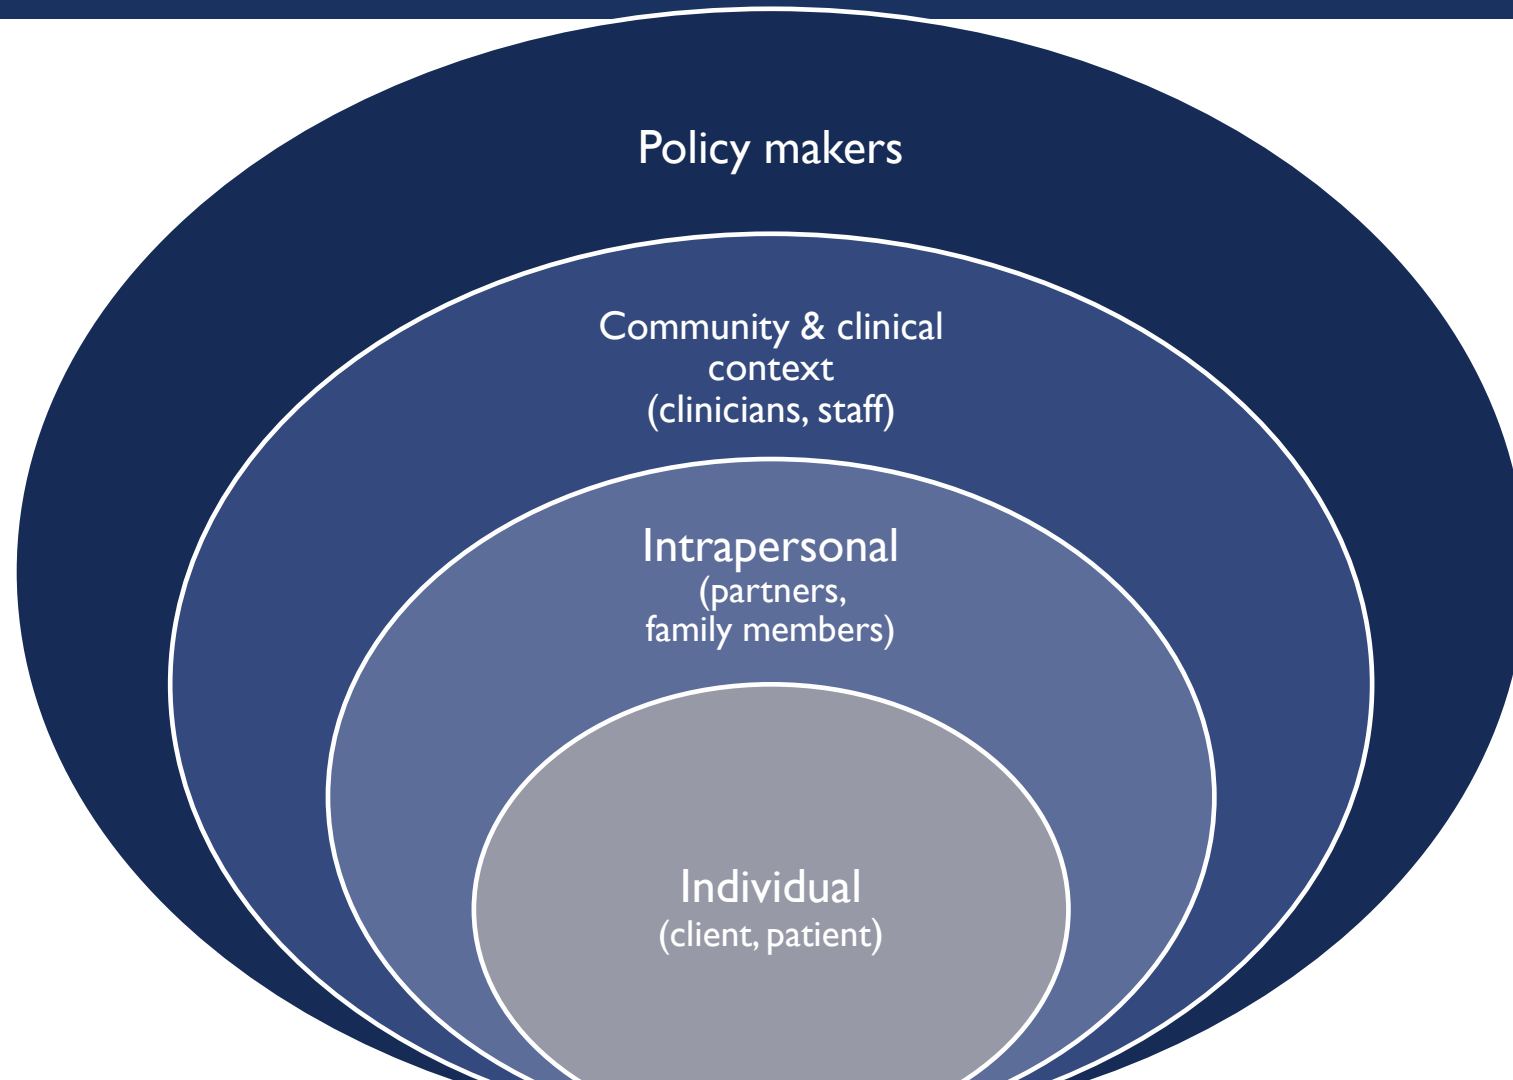 Policy makers
Community & clinical
context
(clinicians, staff)
Intrapersonal
(partners,
family members)
Individual
(client, patient)